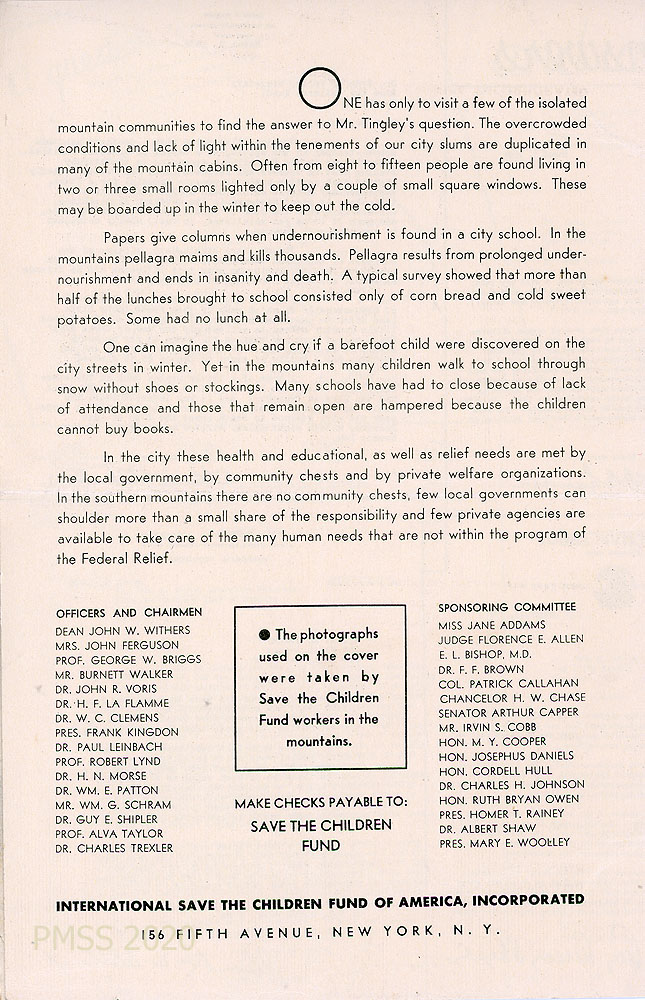 ONE has only to visit a few of the isolated
mountain communities to find the answer to Mr. Tingley's question. The overcrowded
conditions and lack of light within the tenements of our city slums are duplicated in
many of the mountain cabins. Often from eight to fifteen people are found living in
two or three small rooms lighted only by a couple of small square windows. These
may be boarded up in the winter to keep out the cold.
Papers give columns when undernourishment is found in a city school. In the
mountains pellagra maims and kills thousands. Pellagra results from prolonged under-
nourishment and ends in insanity and death. A typical survey showed that more than
half of the lunches brought to school consisted only of corn bread and cold sweet
potatoes. Some had no lunch at all.
One can imagine the hue and cry if a barefoot child were discovered on the
city streets in winter. Yet in the mountains many children walk to school through
snow without shoes or stockings. Many schools have had to close because of lack
of attendance and those that remain open are hampered because the children
cannot buy books.
In the city these health and educational, as well as relief needs are met by
the local government, by community chests and by private welfare organizations.
In the southern mountains there are no community chests, few local governments can
shoulder more than a small share of the responsibility and few private agencies are
available to take care of the many human needs that are not within the program of
the Federal Relief.
OFFICERS AND CHAIRMEN
DEAN JOHN W. WITHERS
MRS. JOHN FERGUSON
PROF. GEORGE W. BRIGGS
MR. BURNETT WALKER
DR. JOHN R. VORIS
DR. H. F. LA FLAMME
DR. W. C. CLEMENS
PRES. FRANK KINGDON
DR. PAUL LEINBACH
PROF. ROBERT LYND
DR. H. N. MORSE
DR. WM. E. PATTON
MR. WM. G. SCHRAM
DR. GUY E. SHIPLER
PROF. ALVA TAYLOR
DR. CHARLES TREXLER
● The photographs
used on the cover
were taken by
Save the Children
Fund workers in the
mountains.
MAKE CHECKS PAYABLE TO:
SAVE THE CHILDREN
FUND
SPONSORING COMMITTEE
MISS JANE ADDAMS
JUDGE FLORENCE E. ALLEN
E. L. BISHOP, M.D.
DR. F. F. BROWN
COL. PATRICK CALLAHAN
CHANCELOR H. W. CHASE
SENATOR ARTHUR CAPPER
MR. IRVIN S. COBB
HON. M. Y. COOPER
HON. JOSEPHUS DANIELS
HON. CORDELL HULL
DR. CHARLES H. JOHNSON
HON. RUTH BRYAN OWEN
PRES. HOMER T. RAINEY
DR. ALBERT SHAW
PRES. MARY E. WOOLLEY
INTERNATIONAL SAVE THE CHILDREN FUND OF AMERICA, INCORPORATED
156 FIFTH AVENUE, NEW YORK, N. Y.
PMSS 2020